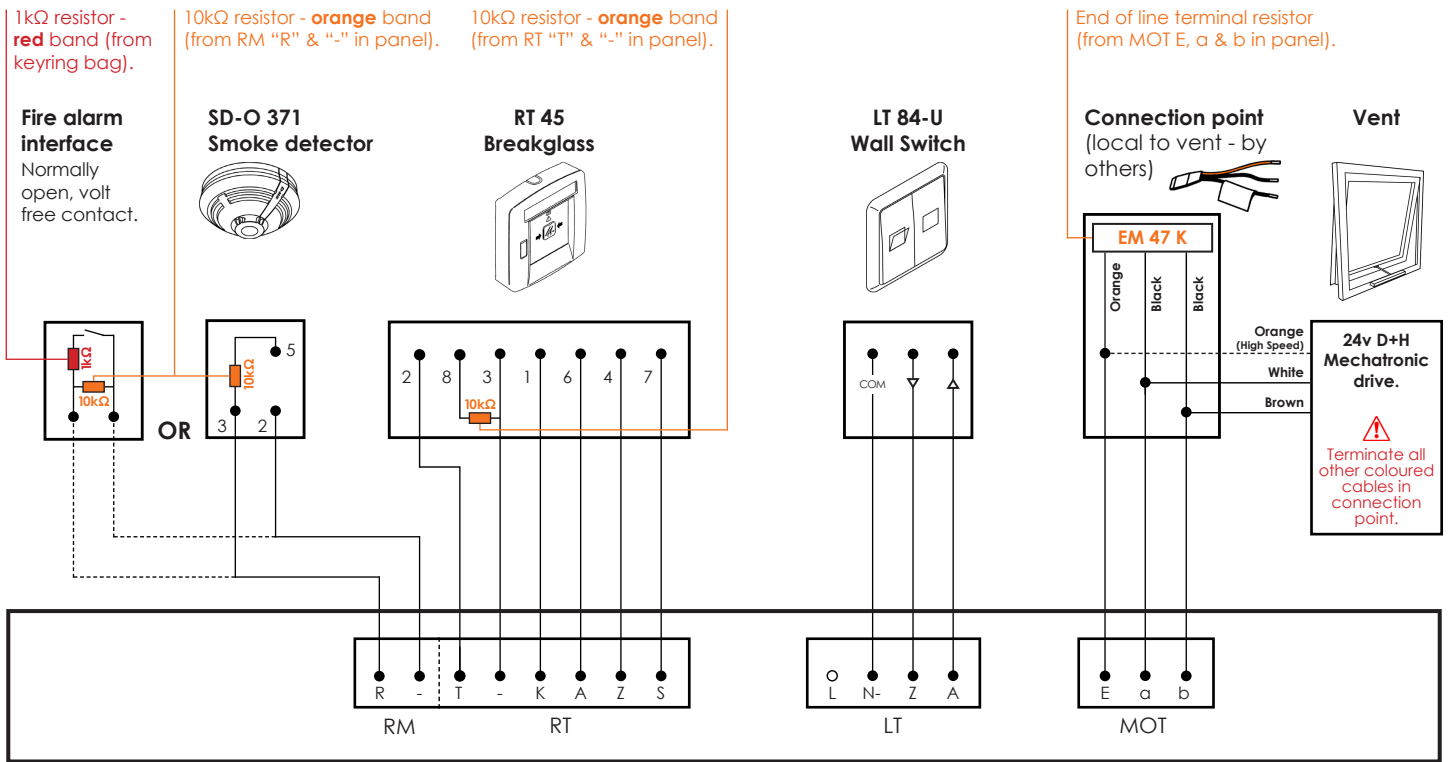 1kΩ resistor -
red band (from
keyring bag).
10kΩ resistor - orange band
(from RM “R” & “-” in panel).
10kΩ resistor - orange band
(from RT “T” & “-” in panel).
End of line terminal resistor
(from MOT E, a & b in panel).
Fire alarm
interface
Normally
open, volt
free contact.
SD-O 371
Smoke detector
RT 45
Breakglass
LT 84-U
Wall Switch
Connection point
(local to vent - by
others)
Vent
1kΩ
10kΩ
OR
10kΩ
5
3 2
2 8 3 1 6 4 7
10kΩ
COM
EM 47 K
Orange
Black
Black
Orange
(High Speed)
White
Brown
24v D+H
Mechatronic
drive.
Terminate all
other coloured
cables in
connection
point.
R - T - K A Z S
RM RT
L N- Z A
LT
E a b
MOT